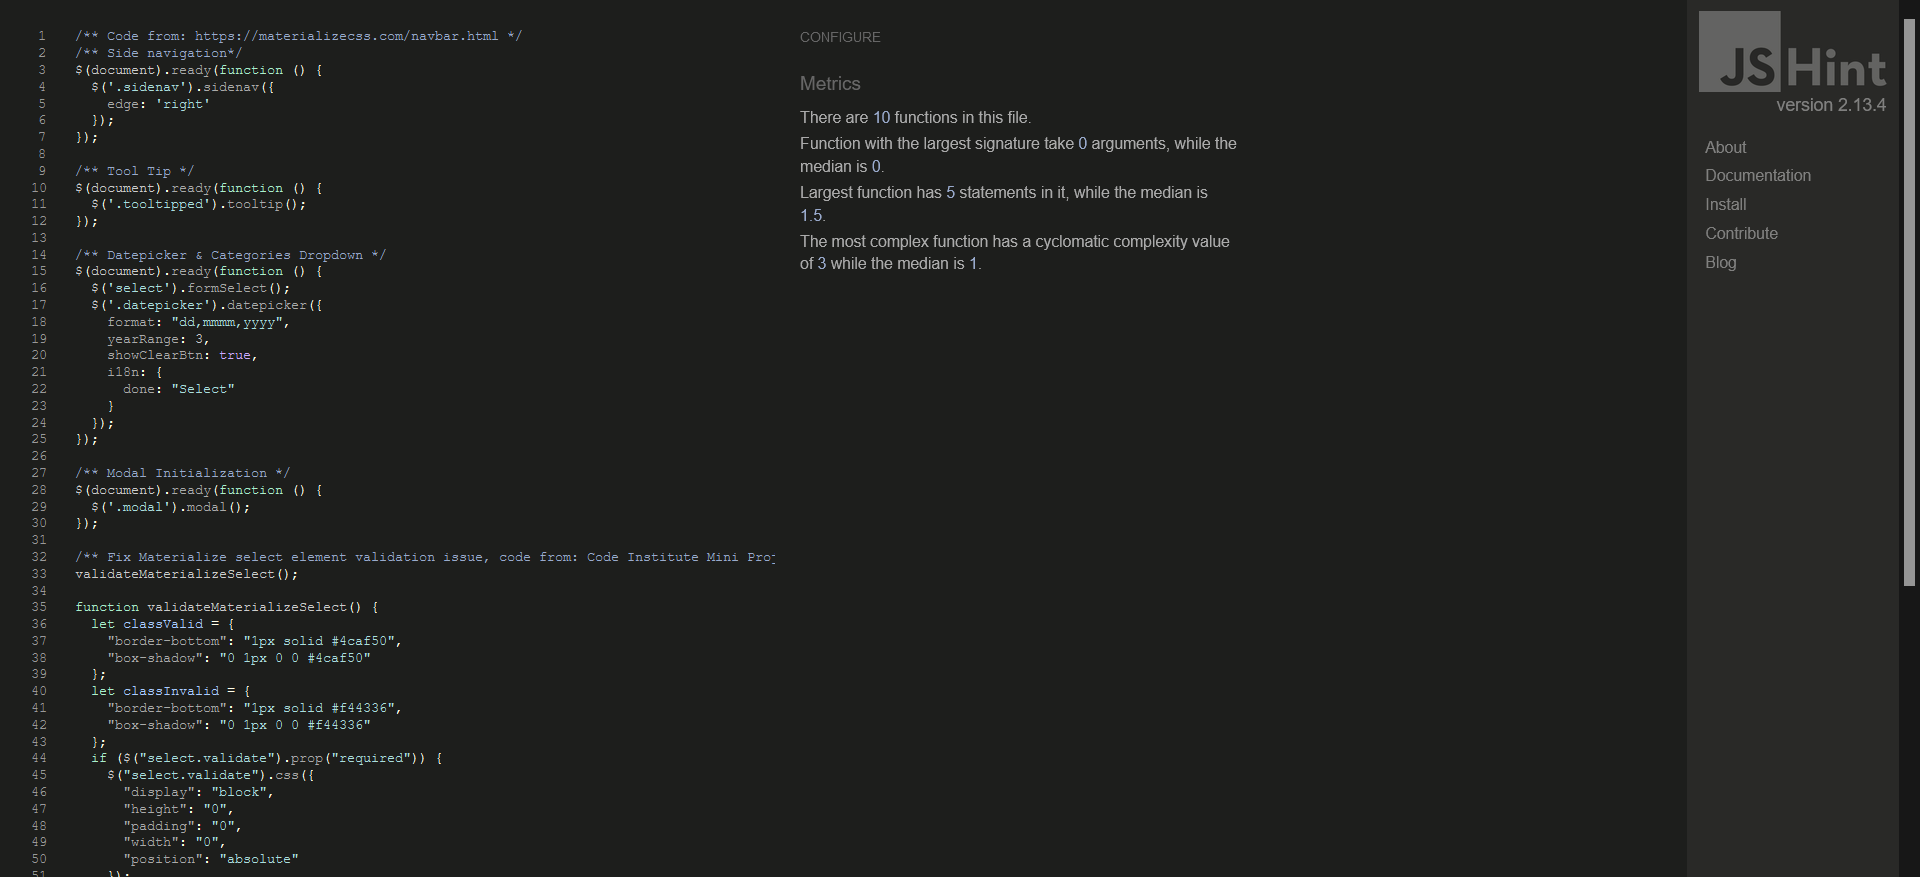 1 /** Code from: https://materializecss.com/navbar.html */
2 /** Side navigation*/
3 $(document).ready(function () {
4 $('.sidenav').sidenav({
5 edge: 'right'
6 });
7 });
8
9 /** Tool Tip */
10 $(document).ready(function () {
11 $('.tooltipped').tooltip();
12 });
13
14 /** Datepicker & Categories Dropdown */
15 $(document).ready(function () {
16 $('select').formSelect();
17 $('.datepicker').datepicker({
18 format: "dd,mmmm,yyyy",
19 yearRange: 3,
20 showClearBtn: true,
21 i18n: {
22 done: "Select"
23 }
24 });
25 });
26
27 /** Modal Initialization */
28 $(document).ready(function () {
29 $('.modal').modal();
30 });
31
32 /** Fix Materialize select element validation issue, code from: Code Institute Mini Pro
33 validateMaterializeSelect();
34
35 function validateMaterializeSelect() {
36 let classValid = {
37 "border-bottom": "1px solid #4caf50",
38 "box-shadow": "0 1px 0 0 #4caf50"
39 };
40 let classInvalid = {
41 "border-bottom": "1px solid #f44336",
42 "box-shadow": "0 1px 0 0 #f44336"
43 };
44 if ($("select.validate").prop("required")) {
45 $("select.validate").css({
46 "display": "block",
47 "height": "0",
48 "padding": "0",
49 "width": "0",
50 "position": "absolute"
51 });
CONFIGURE
Metrics
There are 10 functions in this file.
Function with the largest signature take 0 arguments, while the
median is 0.
Largest function has 5 statements in it, while the median is
1.5.
The most complex function has a cyclomatic complexity value
of 3 while the median is 1.
JSHint
version 2.13.4
About
Documentation
Install
Contribute
Blog